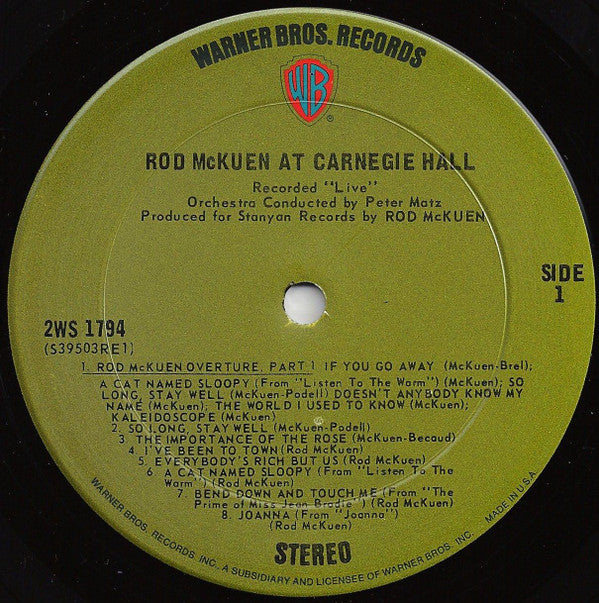 WARNER BROS. RECORDS
WB
®
ROD McKUEN AT CARNEGIE HALL
Recorded "Live"
Orchestra Conducted by Peter Matz
Produced for Stanyan Records by ROD McKUEN
SIDE
1
2WS 1794
(S39503RE1)
1. ROD McKUEN OVERTURE, PART 1 IF YOU GO AWAY (McKuen-Brel);
A CAT NAMED SLOOPY (From "Listen To The Warm") (McKuen); SO
LONG, STAY WELL (McKuen-Podell) DOESN'T ANYBODY KNOW MY
NAME (McKuen); THE WORLD I USED TO KNOW (McKuen);
KALEIDOSCOPE (McKuen)
2. SO LONG, STAY WELL (McKuen-Podell)
3. THE IMPORTANCE OF THE ROSE (McKuen-Becaud)
4. I'VE BEEN TO TOWN (Rod McKuen)
5. EVERYBODY'S RICH BUT US (Rod McKuen)
6. A CAT NAMED SLOOPY (From "Listen To The
Warm") (Rod McKuen)
7. BEND DOWN AND TOUCH ME (From "The
Prime of Miss Jean Brodie") (Rod McKuen)
8. JOANNA (From "Joanna")
(Rod McKuen)
STEREO
WARNER BROS. RECORDS INC., A SUBSIDIARY AND LICENSEE OF WARNER BROS. INC. MADE IN U.S.A.